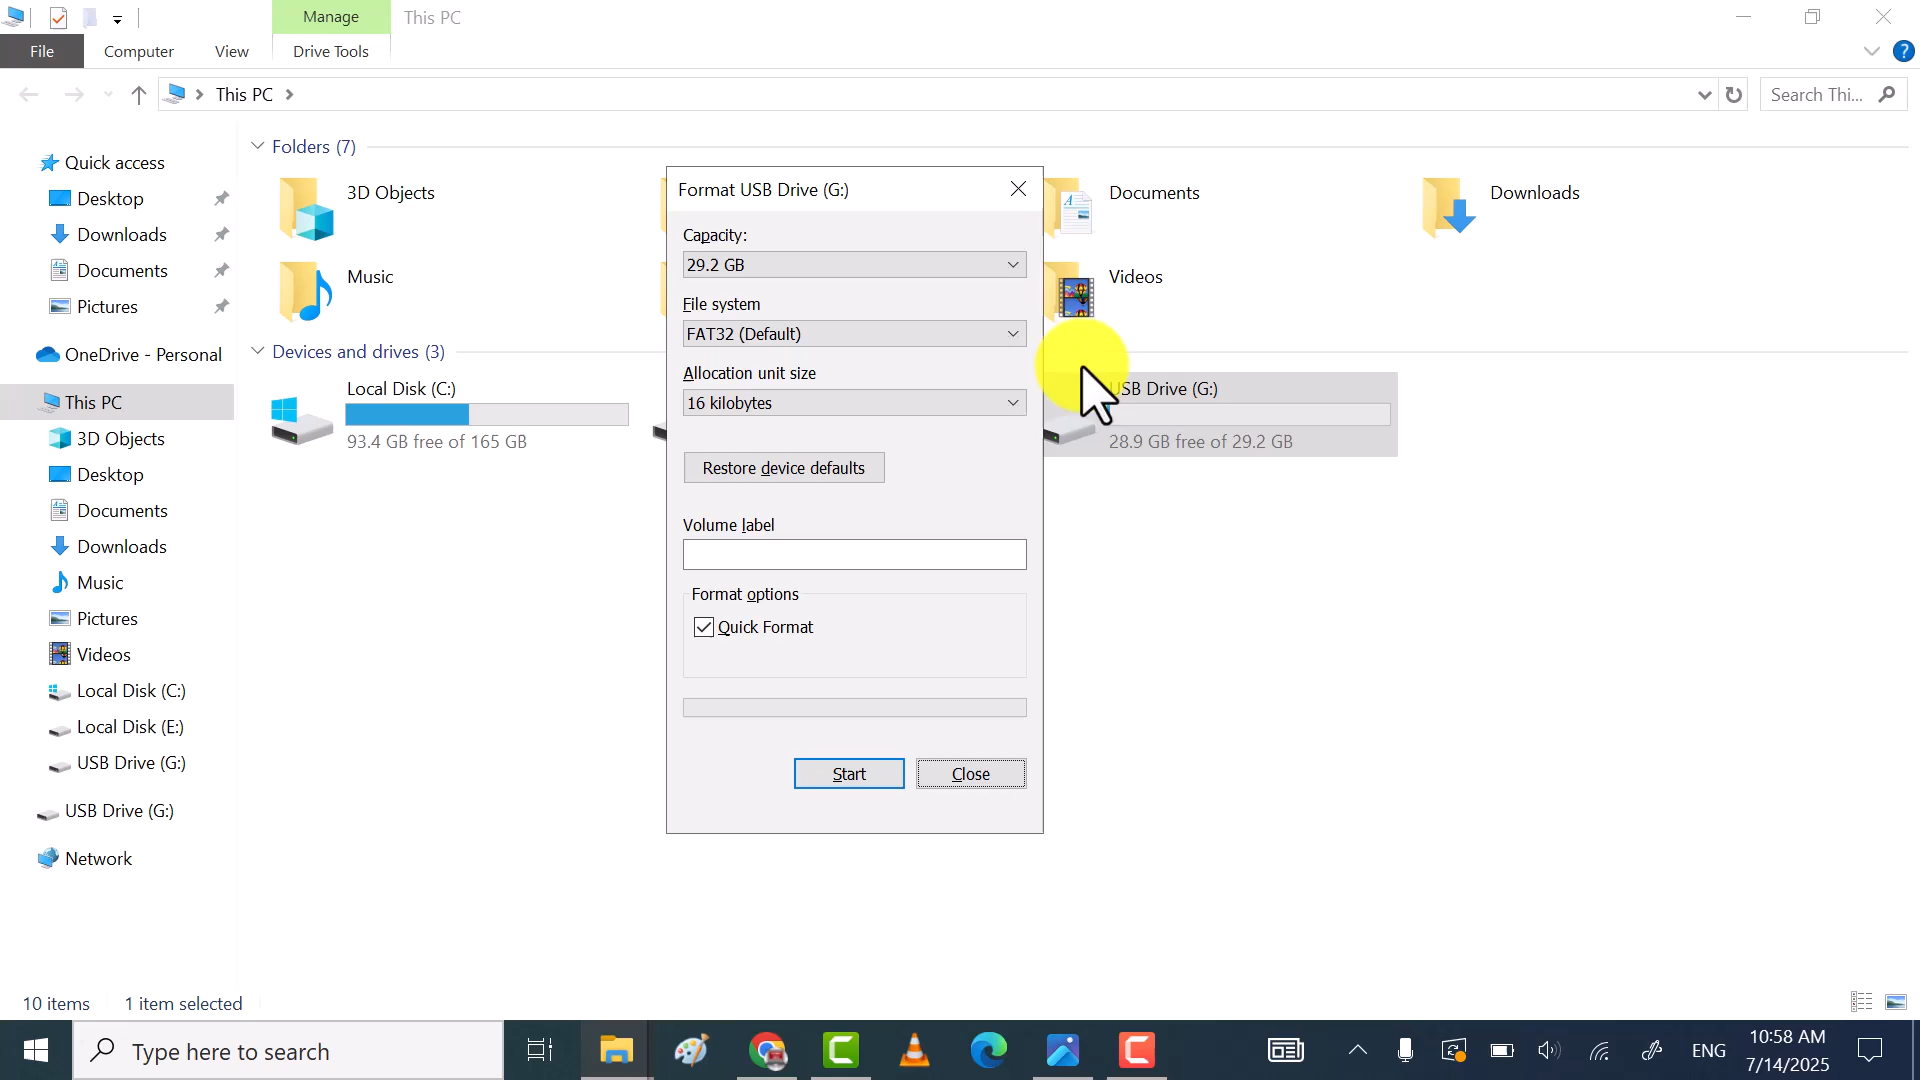 Manage
This PC
File
Computer
View
Drive Tools
This PC
Search Thi...
Quick access
Desktop
Downloads
Documents
Pictures
OneDrive - Personal
This PC
3D Objects
Desktop
Documents
Downloads
Music
Pictures
Videos
Local Disk (C:)
Local Disk (E:)
USB Drive (G:)
USB Drive (G:)
Network
Folders (7)
3D Objects
Documents
Downloads
Music
Videos
Devices and drives (3)
Local Disk (C:)
93.4 GB free of 165 GB
USB Drive (G:)
28.9 GB free of 29.2 GB
Format USB Drive (G:)
Capacity:
29.2 GB
File system
FAT32 (Default)
Allocation unit size
16 kilobytes
Restore device defaults
Volume label
Format options
Quick Format
Start
Close
10 items
1 item selected
Type here to search
ENG
10:58 AM
7/14/2025